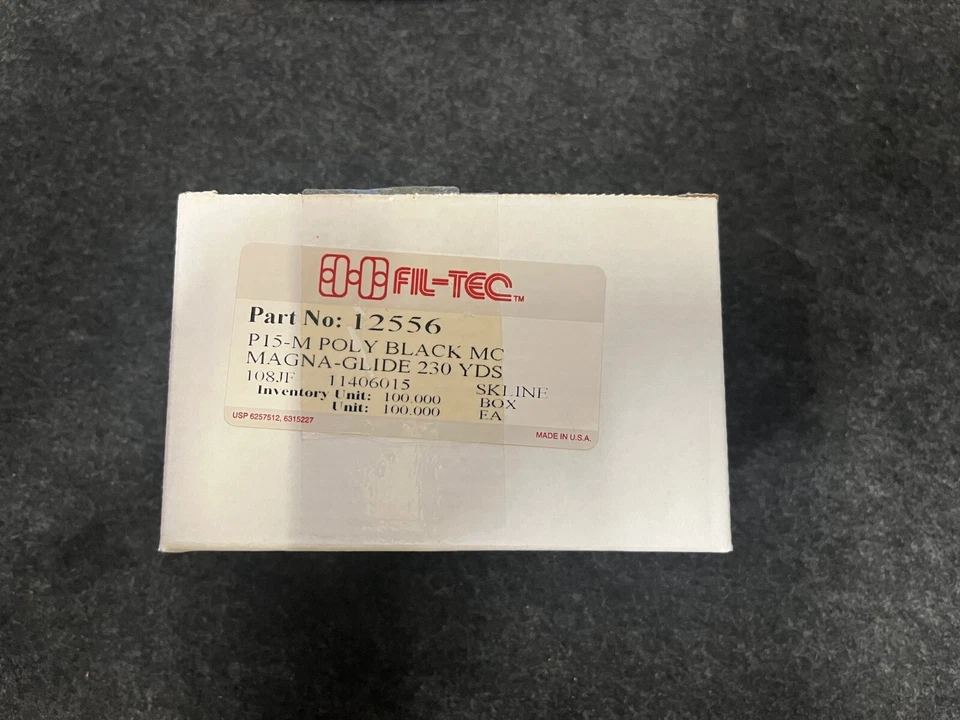 FIL-TEC™
Part No: 12556
P15-M POLY BLACK MC
MAGNA-GLIDE 230 YDS
108JF 11406015 SKLINE
Inventory Unit: 100.000 BOX
Unit: 100.000 EA
USP 6257512, 6315227
MADE IN U.S.A.